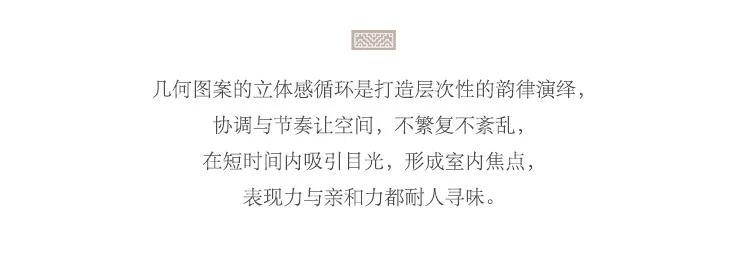 几何图案的立体感循环是打造层次性的韵律演绎，
协调与节奏让空间，不繁复不紊乱，
在短时间内吸引目光，形成室内焦点，
表现力与亲和力都耐人寻味。